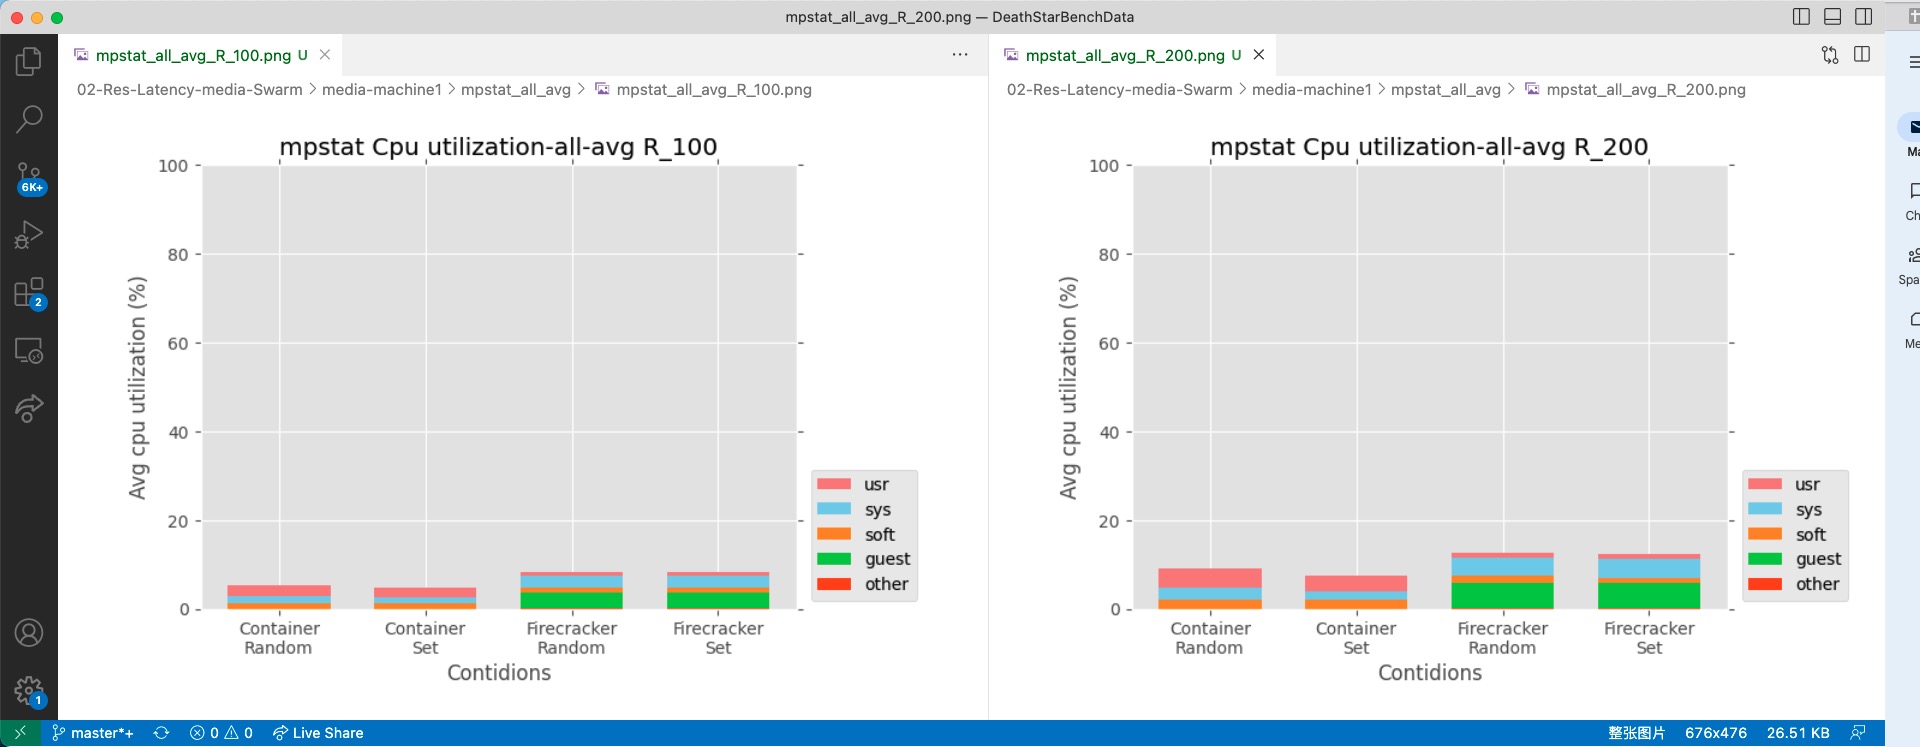 mpstat_all_avg_R_200.png — DeathStarBenchData
mpstat_all_avg_R_100.png U
02-Res-Latency-media-Swarm > media-machine1 > mpstat_all_avg > mpstat_all_avg_R_100.png
mpstat Cpu utilization-all-avg R_100
100
80
60
40
20
0
Avg cpu utilization (%)
usr
sys
soft
guest
other
Container Random
Container Set
Firecracker Random
Firecracker Set
Contidions
mpstat_all_avg_R_200.png U
02-Res-Latency-media-Swarm > media-machine1 > mpstat_all_avg > mpstat_all_avg_R_200.png
mpstat Cpu utilization-all-avg R_200
100
80
60
40
20
0
Avg cpu utilization (%)
usr
sys
soft
guest
other
Container Random
Container Set
Firecracker Random
Firecracker Set
Contidions
6K+
2
1
Ma
Ch
Spa
Me
master*+
0
0
Live Share
整张图片
676x476
26.51 KB